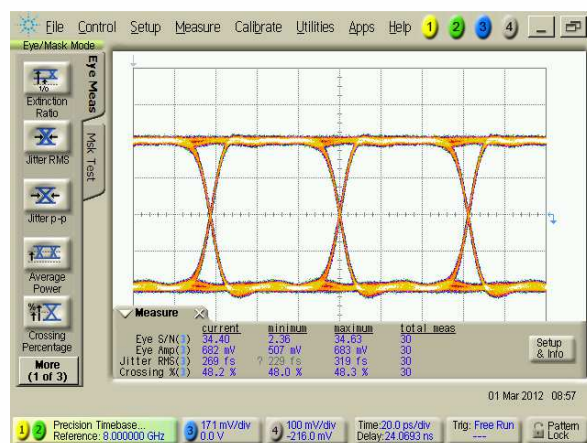 File Control Setup Measure Calibrate Utilities Apps Help 1 2 3 4
Eye/Mask Mode
Eye Meas
Msk Test
1/0
Extinction
Ratio
Jitter RMS
Jitter p-p
Average
Power
%
Crossing
Percentage
More
(1 of 3)
Measure
current minimum maximum total meas
Eye S/N(3) 34.40 2.36 34.63 30
Eye Amp(3) 682 mV 507 mV 683 mV 30
Jitter RMS(3) 269 fs ? 229 fs 319 fs 30
Crossing %(3) 48.2 % 48.0 % 48.3 % 30
Setup
& Info
01 Mar 2012 08:57
1 2 Precision Timebase...
Reference: 8.000000 GHz
3 171 mV/div
0.0 V
4 100 mV/div
-216.0 mV
Time:20.0 ps/div
Delay:24.0693 ns
Trig: Free Run
---
Pattern
Lock